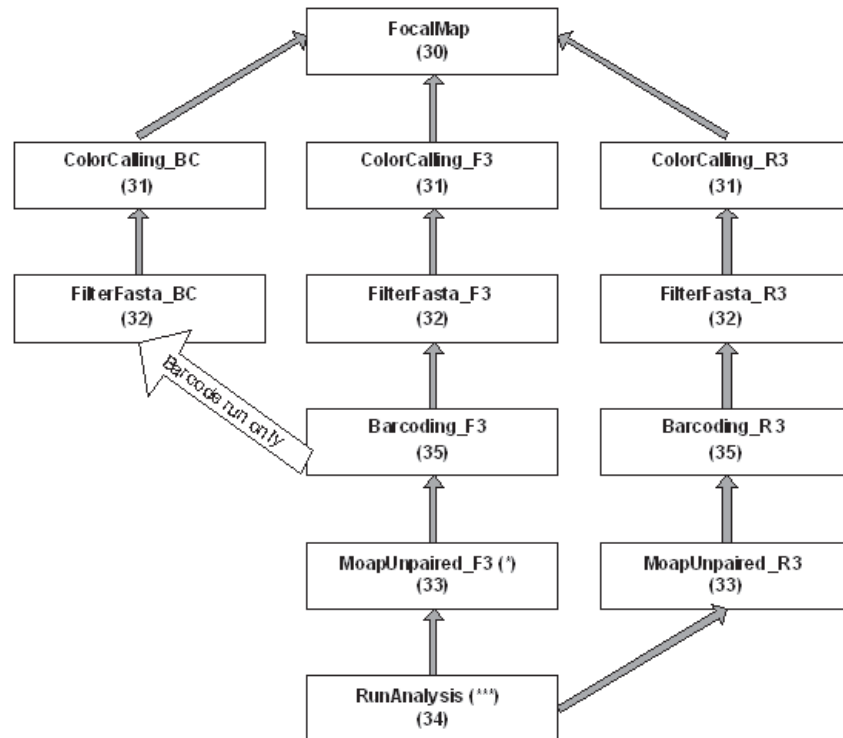 FocalMap
(30)
ColorCalling_BC
(31)
ColorCalling_F3
(31)
ColorCalling_R3
(31)
FilterFasta_BC
(32)
FilterFasta_F3
(32)
FilterFasta_R3
(32)
Barcode run only
Barcoding_F3
(35)
Barcoding_R3
(35)
MoapUnpaired_F3 (*)
(33)
MoapUnpaired_R3
(33)
RunAnalysis (***)
(34)